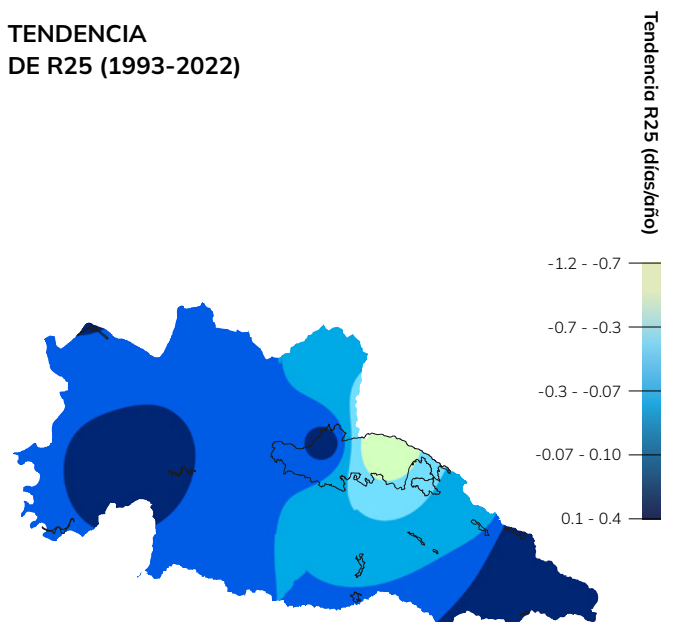 TENDENCIA
DE R25 (1993-2022)
Tendencia R25 (días/año)
-1.2 - -0.7
-0.7 - -0.3
-0.3 - -0.07
-0.07 - 0.10
0.1 - 0.4